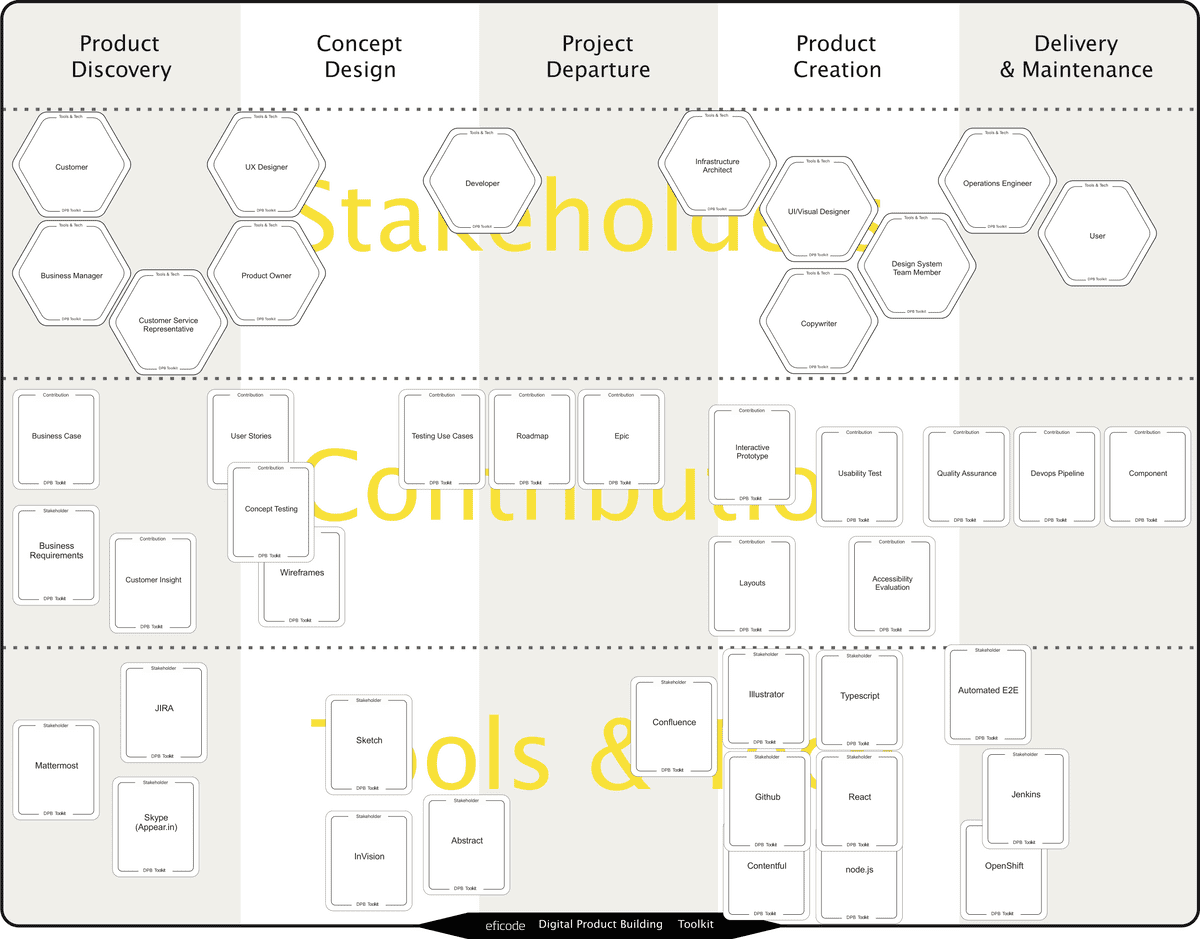 Product
Discovery
Concept
Design
Project
Departure
Product
Creation
Delivery
& Maintenance
Stakeholders
Tools & Tech
Customer
DPB Toolkit
Tools & Tech
UX Designer
DPB Toolkit
Tools & Tech
Developer
DPB Toolkit
Tools & Tech
Infrastructure
Architect
DPB Toolkit
Tools & Tech
UI/Visual Designer
DPB Toolkit
Tools & Tech
Operations Engineer
DPB Toolkit
Tools & Tech
User
DPB Toolkit
Tools & Tech
Business Manager
DPB Toolkit
Tools & Tech
Customer Service
Representative
DPB Toolkit
Tools & Tech
Product Owner
DPB Toolkit
Tools & Tech
Design System
Team Member
DPB Toolkit
Tools & Tech
Copywriter
DPB Toolkit
Contribution
Contribution
Business Case
DPB Toolkit
Contribution
User Stories
Contribution
Concept Testing
DPB Toolkit
Wireframes
DPB Toolkit
Contribution
Testing Use Cases
DPB Toolkit
Contribution
Roadmap
DPB Toolkit
Contribution
Epic
DPB Toolkit
Contribution
Interactive
Prototype
DPB Toolkit
Contribution
Usability Test
DPB Toolkit
Contribution
Quality Assurance
DPB Toolkit
Contribution
Devops Pipeline
DPB Toolkit
Contribution
Component
DPB Toolkit
Stakeholder
Business
Requirements
DPB Toolkit
Contribution
Customer Insight
DPB Toolkit
Contribution
Layouts
DPB Toolkit
Contribution
Accessibility
Evaluation
DPB Toolkit
Tools & Tech
Stakeholder
JIRA
DPB Toolkit
Stakeholder
Mattermost
DPB Toolkit
Stakeholder
Skype
(Appear.in)
DPB Toolkit
Stakeholder
Sketch
DPB Toolkit
Stakeholder
InVision
DPB Toolkit
Stakeholder
Abstract
DPB Toolkit
Stakeholder
Confluence
DPB Toolkit
Stakeholder
Illustrator
DPB Toolkit
Stakeholder
Typescript
DPB Toolkit
Stakeholder
Github
DPB Toolkit
Stakeholder
React
DPB Toolkit
Contentful
DPB Toolkit
node.js
DPB Toolkit
Stakeholder
Automated E2E
DPB Toolkit
Stakeholder
Jenkins
DPB Toolkit
OpenShift
DPB Toolkit
eficode Digital Product Building Toolkit